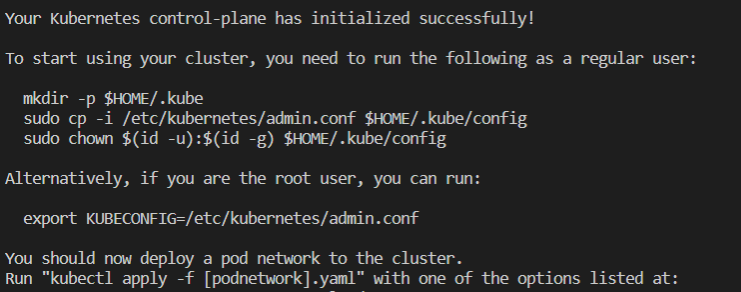 Your Kubernetes control-plane has initialized successfully!
To start using your cluster, you need to run the following as a regular user:
mkdir -p $HOME/.kube
sudo cp -i /etc/kubernetes/admin.conf $HOME/.kube/config
sudo chown $(id -u):$(id -g) $HOME/.kube/config
Alternatively, if you are the root user, you can run:
export KUBECONFIG=/etc/kubernetes/admin.conf
You should now deploy a pod network to the cluster.
Run "kubectl apply -f [podnetwork].yaml" with one of the options listed at: